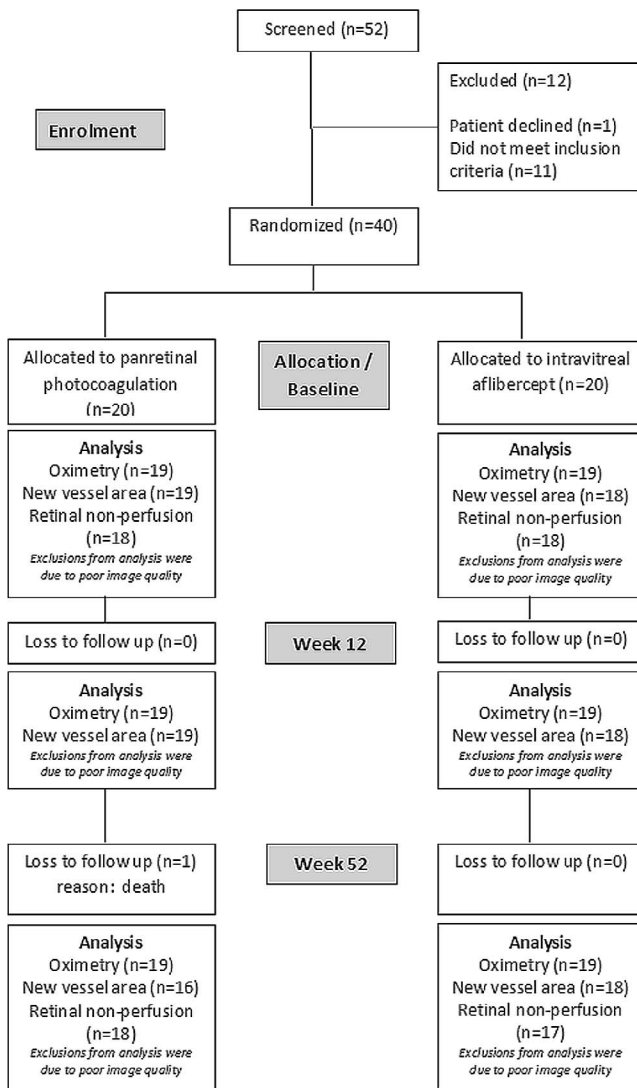 Screened (n=52)
Excluded (n=12)
Patient declined (n=1)
Did not meet inclusion
criteria (n=11)
Enrolment
Randomized (n=40)
Allocated to panretinal
photocoagulation
(n=20)
Allocation /
Baseline
Allocated to intravitreal
aflibercept (n=20)
Analysis
Oximetry (n=19)
New vessel area (n=19)
Retinal non-perfusion
(n=18)
Exclusions from analysis were
due to poor image quality
Analysis
Oximetry (n=19)
New vessel area (n=18)
Retinal non-perfusion
(n=18)
Exclusions from analysis were
due to poor image quality
Loss to follow up (n=0)
Week 12
Loss to follow up (n=0)
Analysis
Oximetry (n=19)
New vessel area (n=19)
Exclusions from analysis were
due to poor image quality
Analysis
Oximetry (n=19)
New vessel area (n=18)
Exclusions from analysis were
due to poor image quality
Loss to follow up (n=1)
reason: death
Week 52
Loss to follow up (n=0)
Analysis
Oximetry (n=19)
New vessel area (n=16)
Retinal non-perfusion
(n=18)
Exclusions from analysis were
due to poor image quality
Analysis
Oximetry (n=19)
New vessel area (n=18)
Retinal non-perfusion
(n=17)
Exclusions from analysis were
due to poor image quality